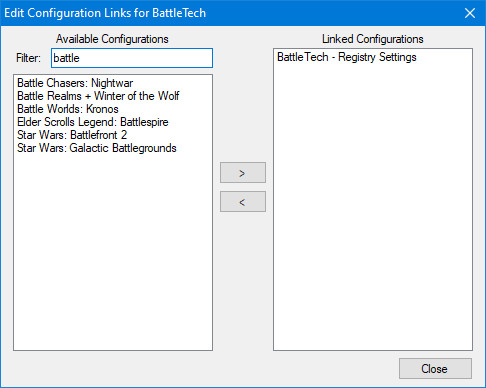 Edit Configuration Links for BattleTech
Available Configurations
Filter: battle
Battle Chasers: Nightwar
Battle Realms + Winter of the Wolf
Battle Worlds: Kronos
Elder Scrolls Legend: Battlespire
Star Wars: Battlefront 2
Star Wars: Galactic Battlegrounds
>
<
Linked Configurations
BattleTech - Registry Settings
Close